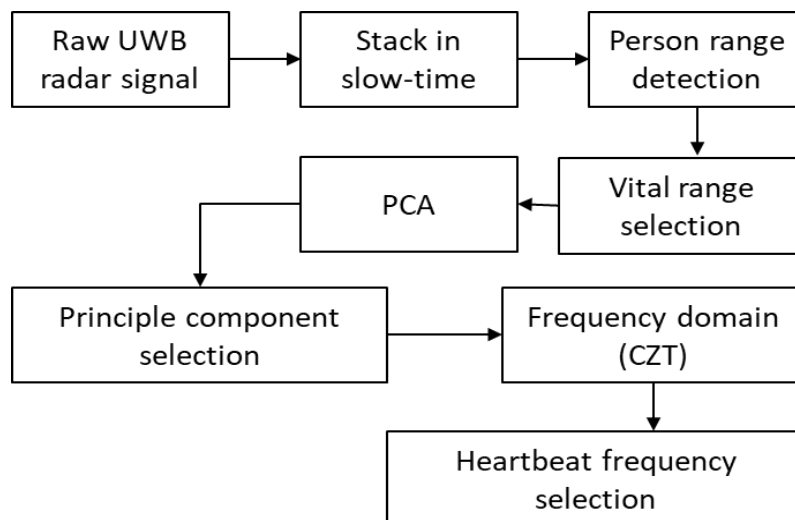 Raw UWB
radar signal
Stack in
slow-time
Person range
detection
Vital range
selection
PCA
Principle component
selection
Frequency domain
(CZT)
Heartbeat frequency
selection